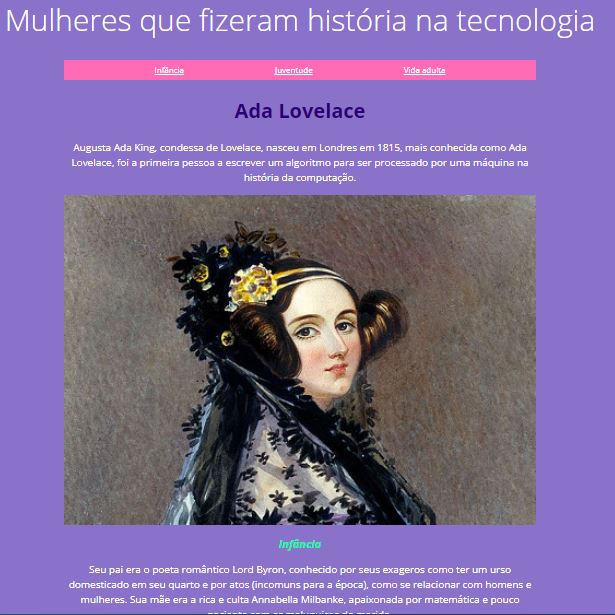 Mulheres que fizeram história na tecnologia
Infância Juventude Vida adulta
Ada Lovelace
Augusta Ada King, condessa de Lovelace, nasceu em Londres em 1815, mais conhecida como Ada
Lovelace, foi a primeira pessoa a escrever um algoritmo para ser processado por uma máquina na
história da computação.
Infância
Seu pai era o poeta romântico Lord Byron, conhecido por seus exageros como ter um urso
domesticado em seu quarto e por atos (incomuns para a época), como se relacionar com homens e
mulheres. Sua mãe era a rica e culta Annabella Milbanke, apaixonada por matemática e pouco